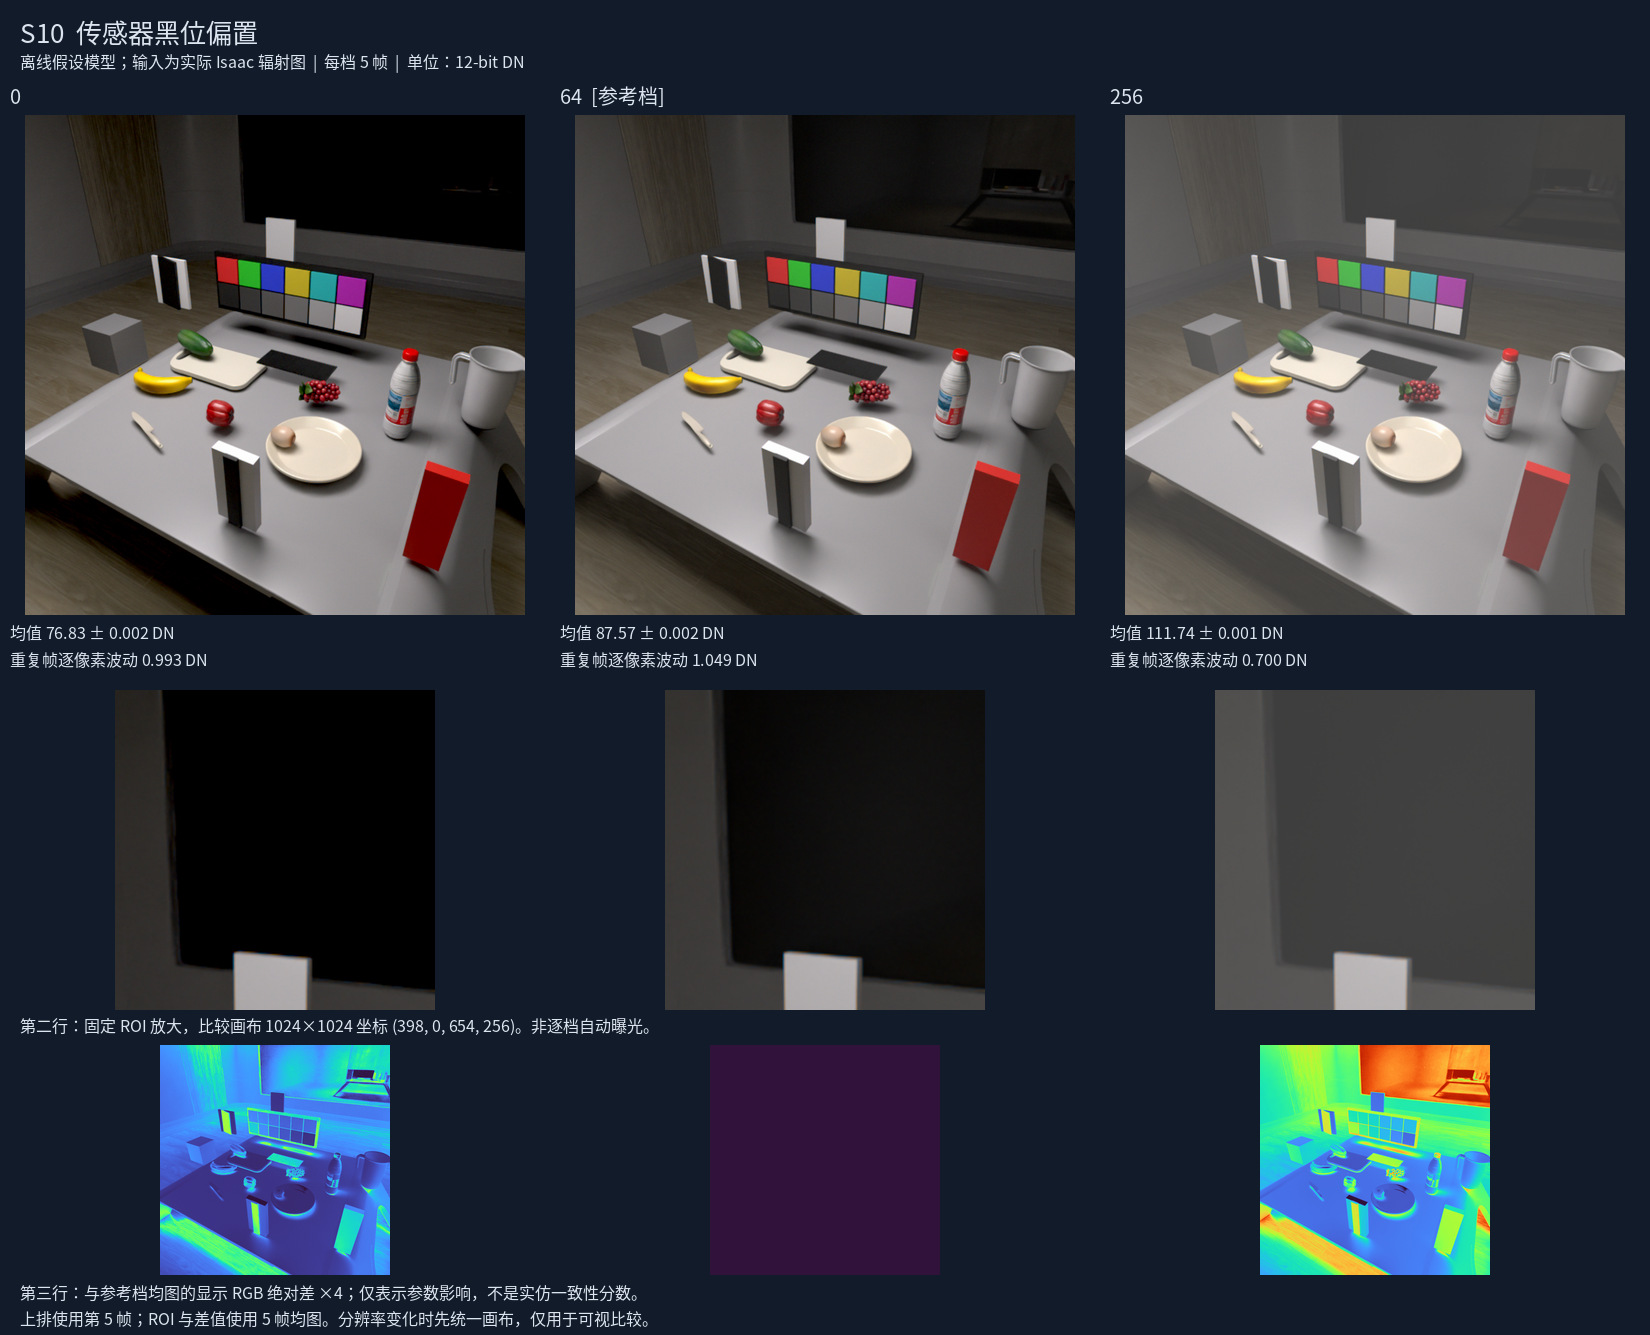 S10 传感器黑位偏置
离线假设模型；输入为实际 Isaac 辐射图 | 每档 5 帧 | 单位：12-bit DN
0
64 [参考档]
256
均值 76.83 ± 0.002 DN
重复帧逐像素波动 0.993 DN
均值 87.57 ± 0.002 DN
重复帧逐像素波动 1.049 DN
均值 111.74 ± 0.001 DN
重复帧逐像素波动 0.700 DN
第二行：固定 ROI 放大，比较画布 1024×1024 坐标 (398, 0, 654, 256)。非逐档自动曝光。
第三行：与参考档均图的显示 RGB 绝对差 ×4；仅表示参数影响，不是实仿一致性分数。
上排使用第 5 帧；ROI 与差值使用 5 帧均图。分辨率变化时先统一画布，仅用于可视比较。